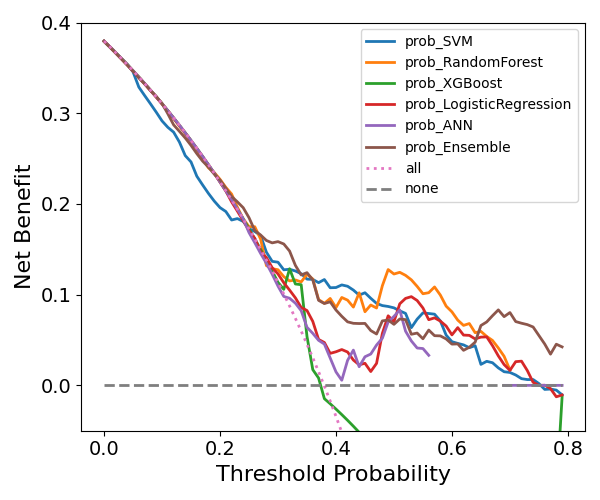 0.4
0.3
0.2
0.1
0.0
Net Benefit
prob_SVM
prob_RandomForest
prob_XGBoost
prob_LogisticRegression
prob_ANN
prob_Ensemble
all
none
0.0 0.2 0.4 0.6 0.8
Threshold Probability